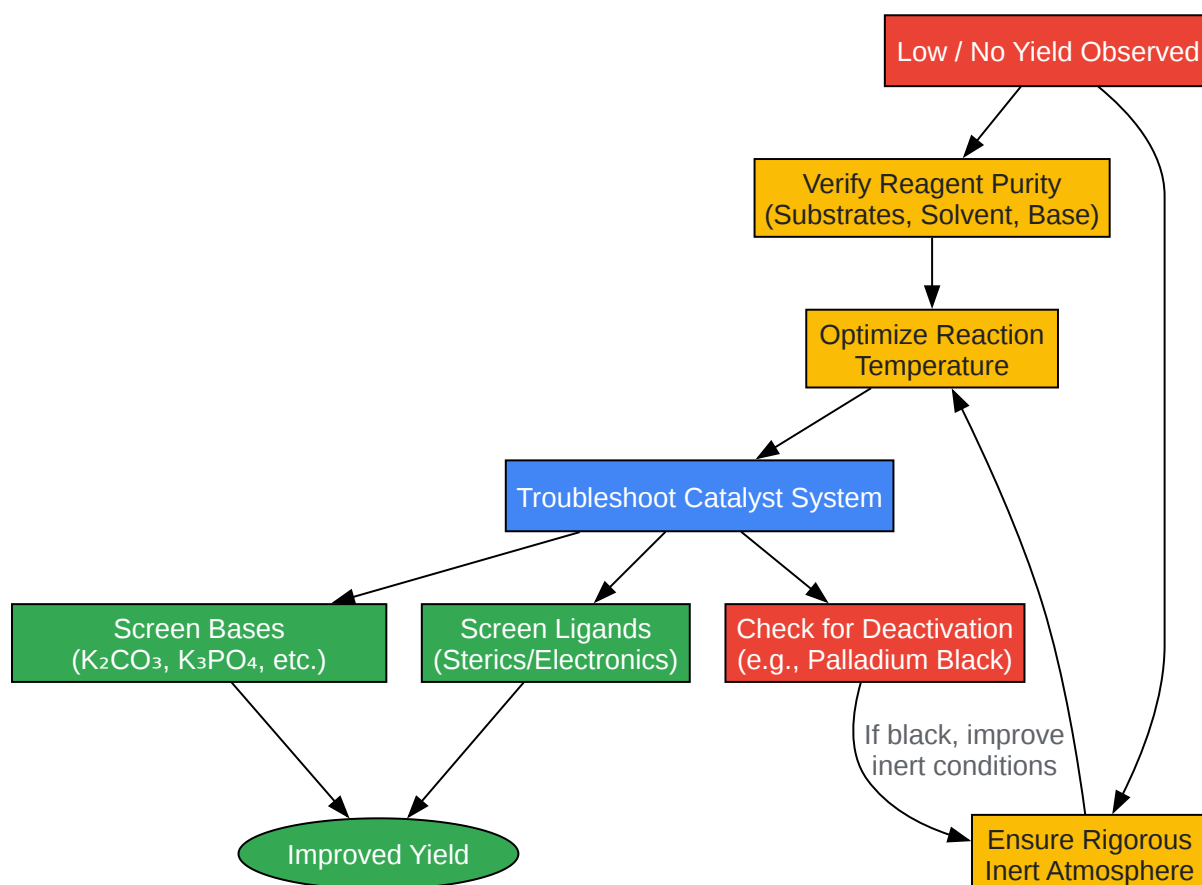 Low / No Yield Observed
Verify Reagent Purity
(Substrates, Solvent, Base)
Optimize Reaction
Temperature
Troubleshoot Catalyst System
Screen Bases
(K₂CO₃, K₃PO₄, etc.)
Screen Ligands
(Sterics/Electronics)
Check for Deactivation
(e.g., Palladium Black)
If black, improve
inert conditions
Improved Yield
Ensure Rigorous
Inert Atmosphere